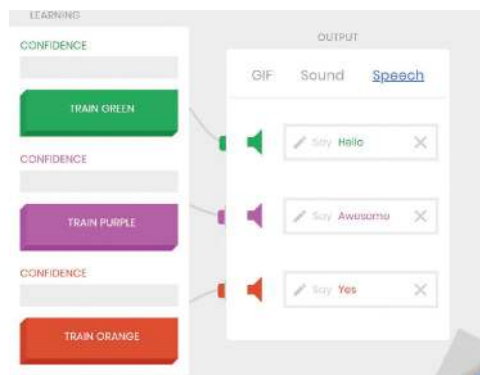 LEARNING
CONFIDENCE
TRAIN GREEN
CONFIDENCE
TRAIN PURPLE
CONFIDENCE
TRAIN ORANGE
OUTPUT
GIF Sound Speech
Say Hello
Say Awesome
Say Yes